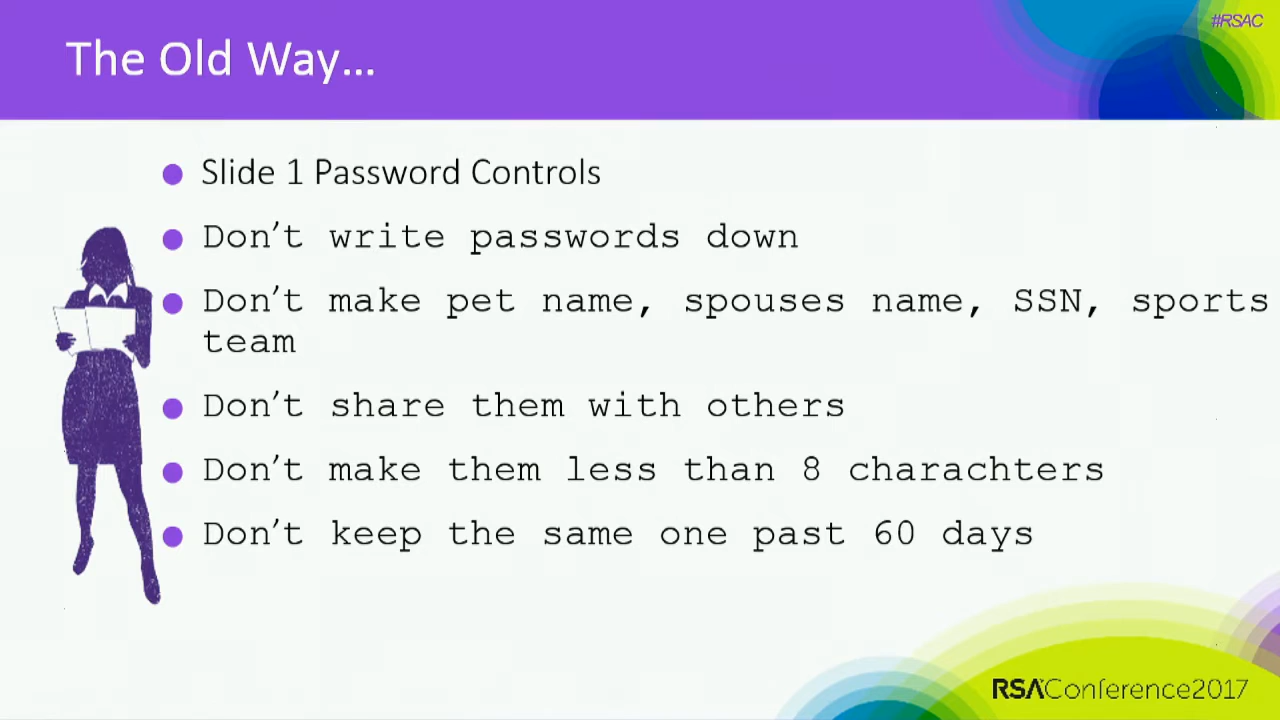 #RSAC
The Old Way...
Slide 1 Password Controls
Don't write passwords down
Don't make pet name, spouses name, SSN, sports
team
Don't share them with others
Don't make them less than 8 charachters
Don't keep the same one past 60 days
RSAConference2017